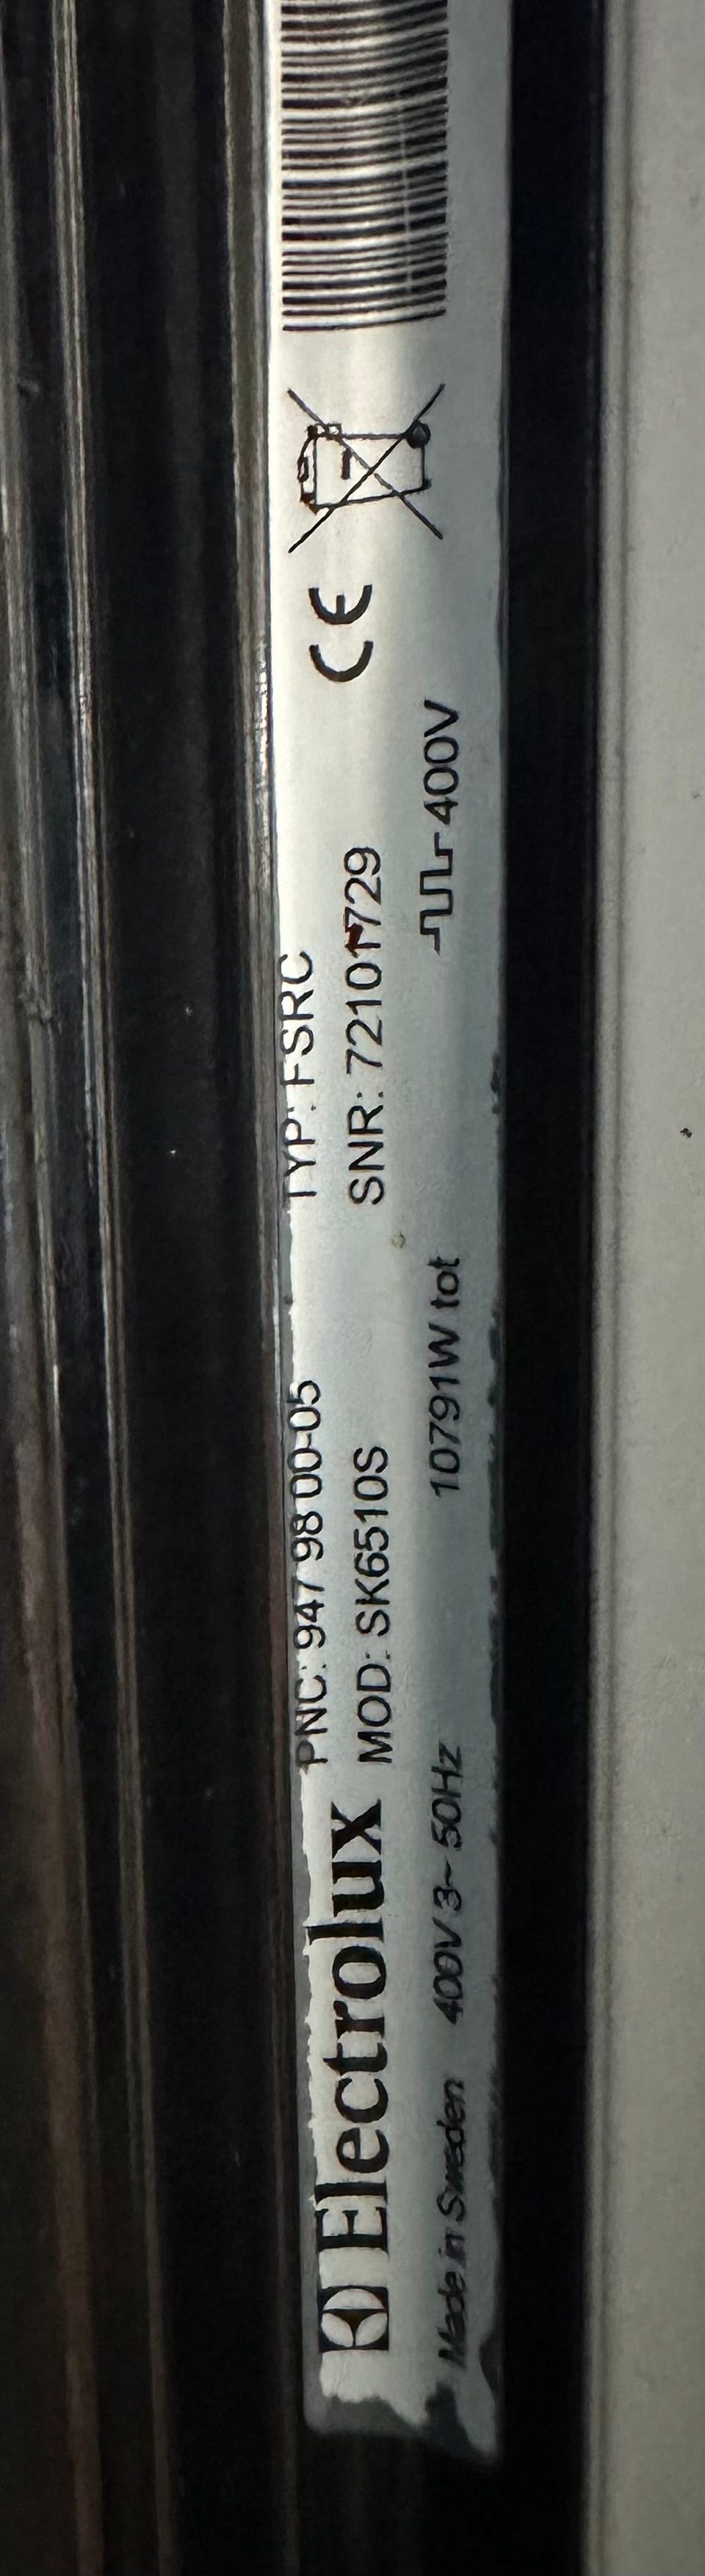 Electrolux
PNC: 947 98 00-05 TYP: FSRC
MOD: SK6510S SNR: 72101729
Made in Sweden 400V 3~ 50Hz 10791W tot 400V
CE